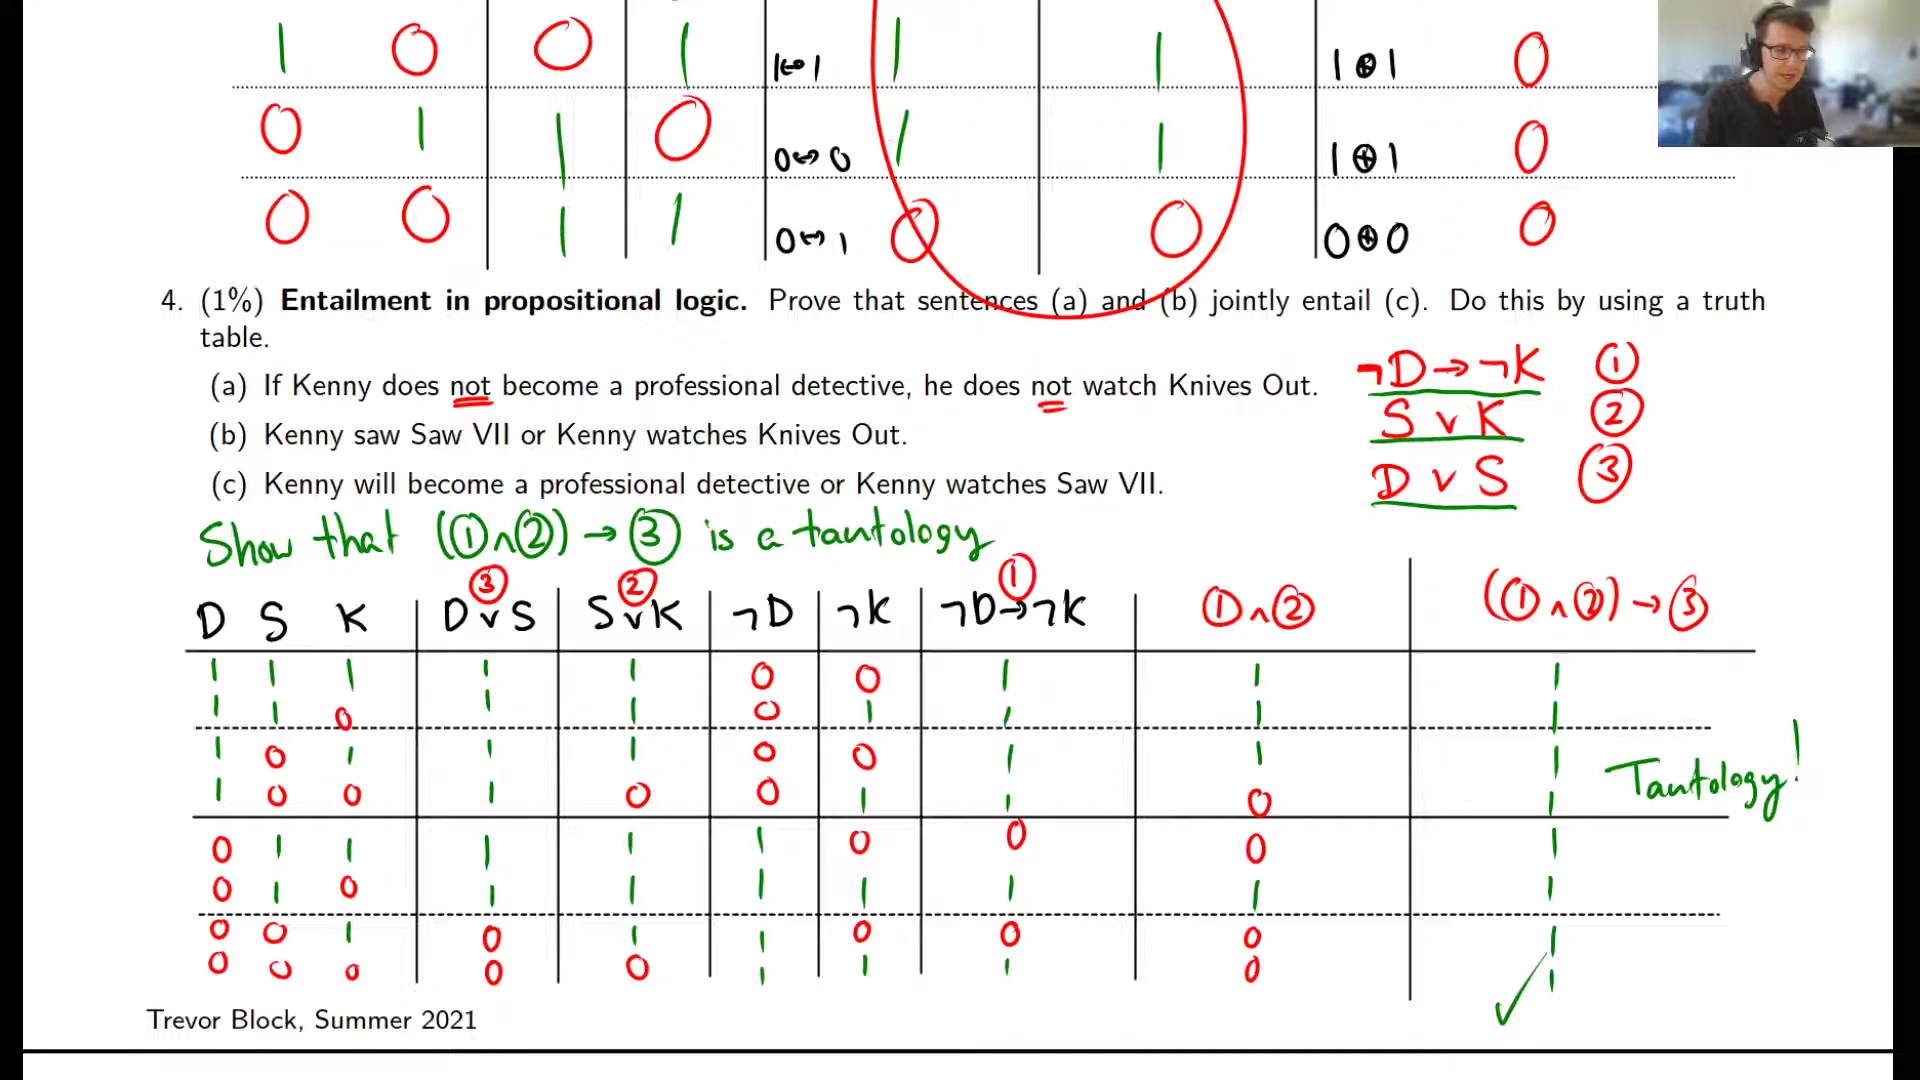 1 0 0 1 1↔1 1 1 1⊕1 0
0 1 1 0 0↔0 1 1 1⊕1 0
0 0 1 1 0↔1 0 0 0⊕0 0
4. (1%) Entailment in propositional logic. Prove that sentences (a) and (b) jointly entail (c). Do this by using a truth
table.
(a) If Kenny does not become a professional detective, he does not watch Knives Out.
(b) Kenny saw Saw VII or Kenny watches Knives Out.
(c) Kenny will become a professional detective or Kenny watches Saw VII.
¬D→¬K ①
S ∨ K ②
D ∨ S ③
Show that (①∧②)→③ is a tautology
③ ② ①
D S K D∨S S∨K ¬D ¬K ¬D→¬K ①∧② (①∧②)→③
1 1 1 1 1 0 0 1 1 1
1 1 0 1 1 0 1 1 1 1
1 0 1 1 1 0 0 1 1 1
1 0 0 1 0 0 1 1 0 1
Tautology!
0 1 1 1 1 1 0 0 0 1
0 1 0 1 1 1 1 1 1 1
0 0 1 0 1 1 0 0 0 1
0 0 0 0 0 1 1 1 0 1
✓
Trevor Block, Summer 2021